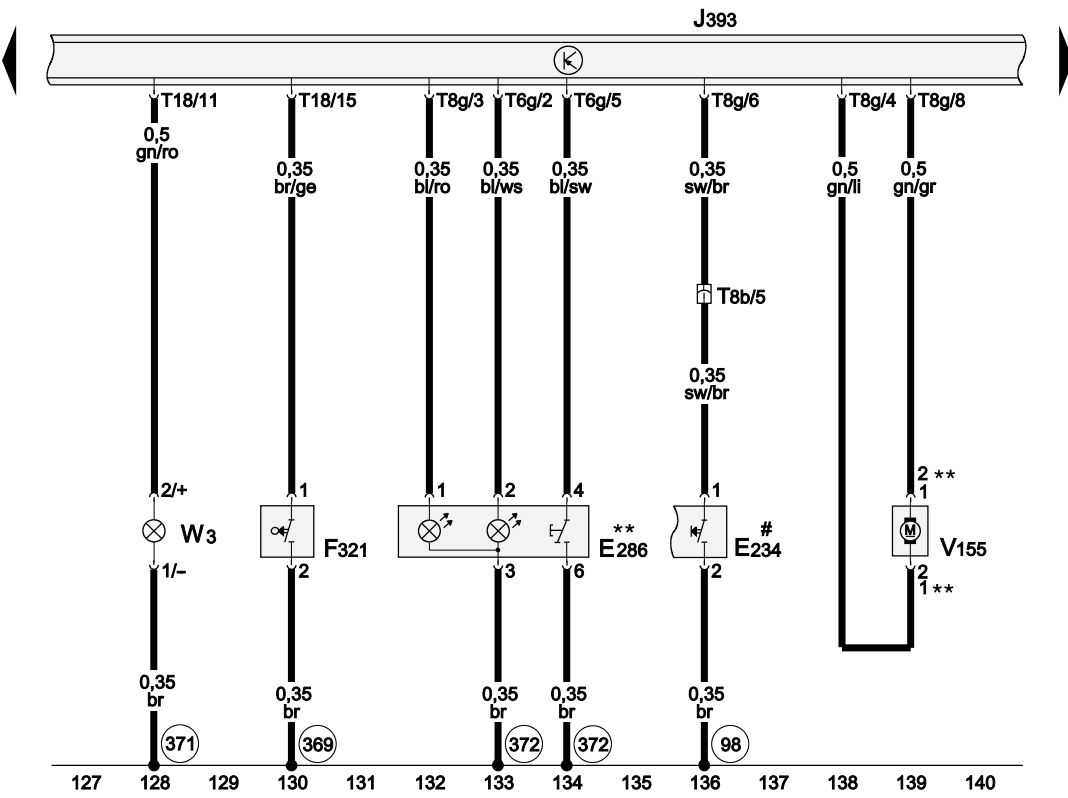 J393
T18/11 T18/15 T8g/3 T6g/2 T6g/5 T8g/6 T8g/4 T8g/8
0,5
gn/ro
0,35 0,35 0,35 0,35 0,35 0,5 0,5
br/ge bl/ro bl/ws bl/sw sw/br gn/li gn/gr
T8b/5
0,35
sw/br
2 **
2/+ 1 1 2 4 1 1
M
W3 F321 ** E286 # E234 V155
1/– 2 3 6 2 2
1 **
0,35 0,35 0,35 0,35 0,35
br br br br br
371 369 372 372 98
127 128 129 130 131 132 133 134 135 136 137 138 139 140